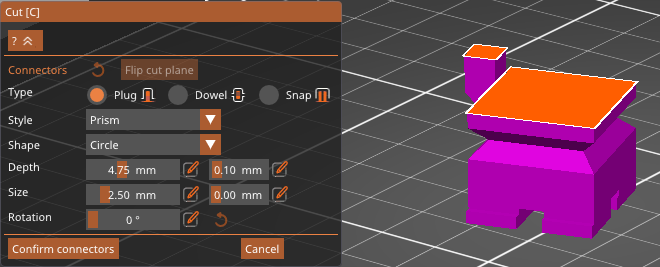 Cut [C]
?
Connectors Flip cut plane
Type Plug Dowel Snap
Style Prism
Shape Circle
Depth 4.75 mm 0.10 mm
Size 2.50 mm 0.00 mm
Rotation 0 °
Confirm connectors Cancel